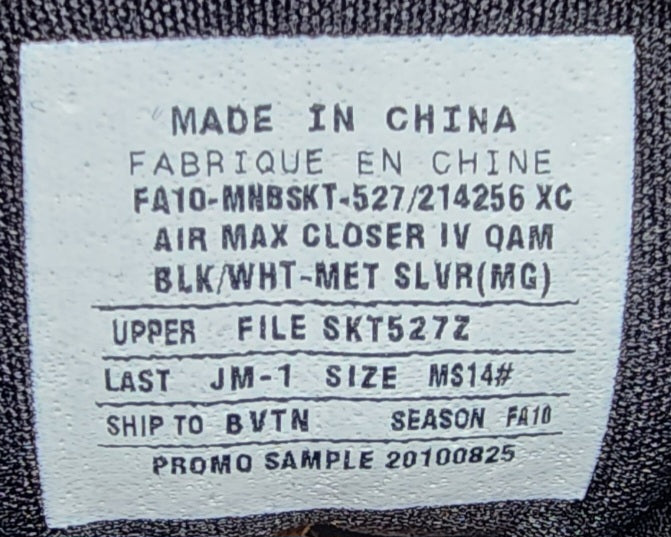 MADE IN CHINA
FABRIQUE EN CHINE
FA10-MNBSKT-527/214256 XC
AIR MAX CLOSER IV QAM
BLK/WHT-MET SLVR(MG)
UPPER FILE SKT527Z
LAST JM-1 SIZE MS14#
SHIP TO BVTN SEASON FA10
PROMO SAMPLE 20100825